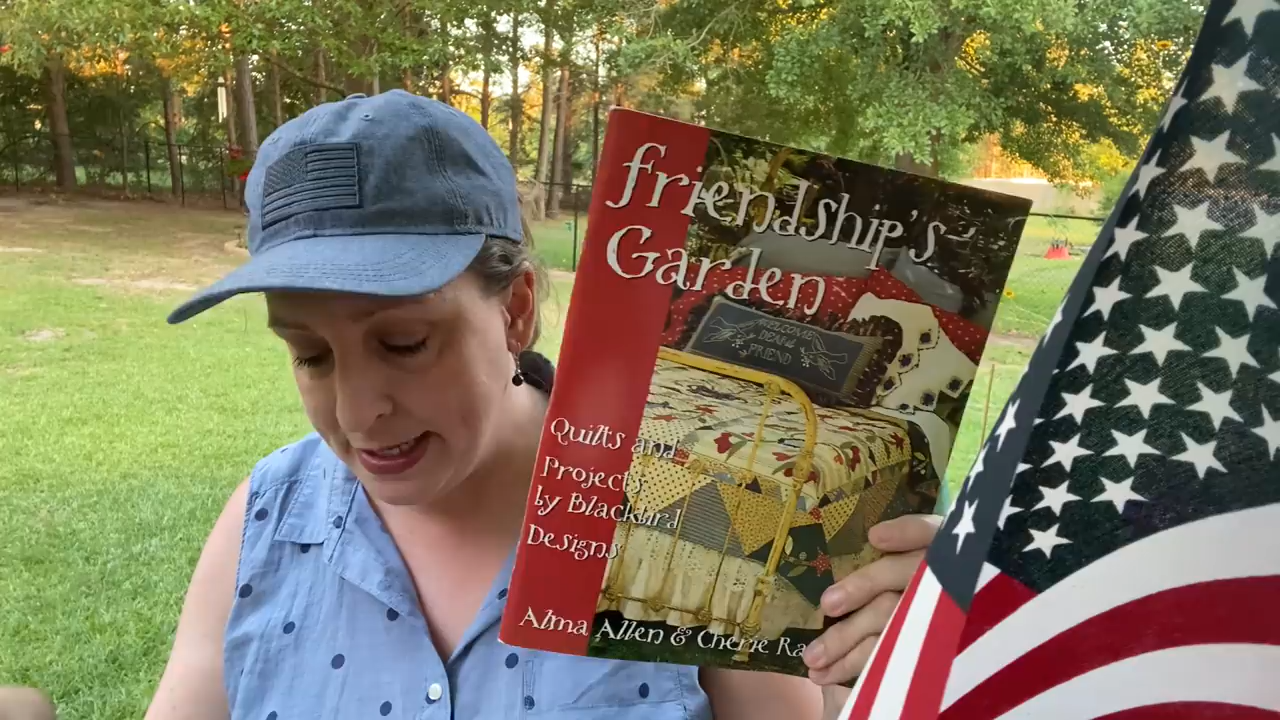 Friendship's
Garden
WELCOME
DEAR
FRIEND
Quilts and
Projects
by Blackbird
Designs
Alma Allen & Cherie Ra